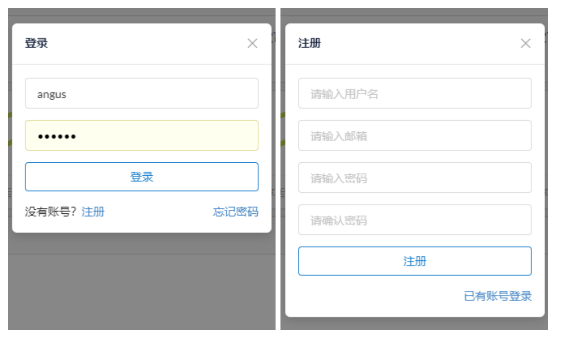 登录
angus
••••••
登录
没有账号? 注册
忘记密码
注册
请输入用户名
请输入邮箱
请输入密码
请确认密码
注册
已有账号登录